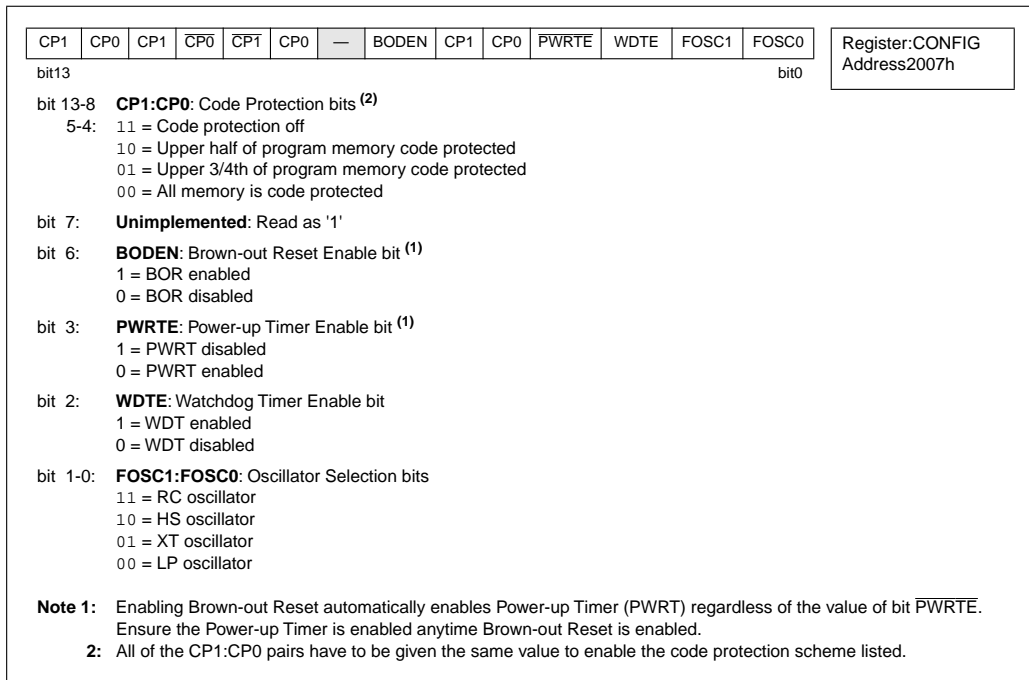 CP1 CP0 CP1 C̅P̅0̅ C̅P̅1̅ CP0 — BODEN CP1 CP0 P̅W̅R̅T̅E̅ WDTE FOSC1 FOSC0
bit13 bit0
Register:CONFIG
Address2007h
bit 13-8 CP1:CP0: Code Protection bits (2)
5-4: 11 = Code protection off
10 = Upper half of program memory code protected
01 = Upper 3/4th of program memory code protected
00 = All memory is code protected
bit 7: Unimplemented: Read as '1'
bit 6: BODEN: Brown-out Reset Enable bit (1)
1 = BOR enabled
0 = BOR disabled
bit 3: PWRTE: Power-up Timer Enable bit (1)
1 = PWRT disabled
0 = PWRT enabled
bit 2: WDTE: Watchdog Timer Enable bit
1 = WDT enabled
0 = WDT disabled
bit 1-0: FOSC1:FOSC0: Oscillator Selection bits
11 = RC oscillator
10 = HS oscillator
01 = XT oscillator
00 = LP oscillator
Note 1: Enabling Brown-out Reset automatically enables Power-up Timer (PWRT) regardless of the value of bit P̅W̅R̅T̅E̅.
Ensure the Power-up Timer is enabled anytime Brown-out Reset is enabled.
2: All of the CP1:CP0 pairs have to be given the same value to enable the code protection scheme listed.